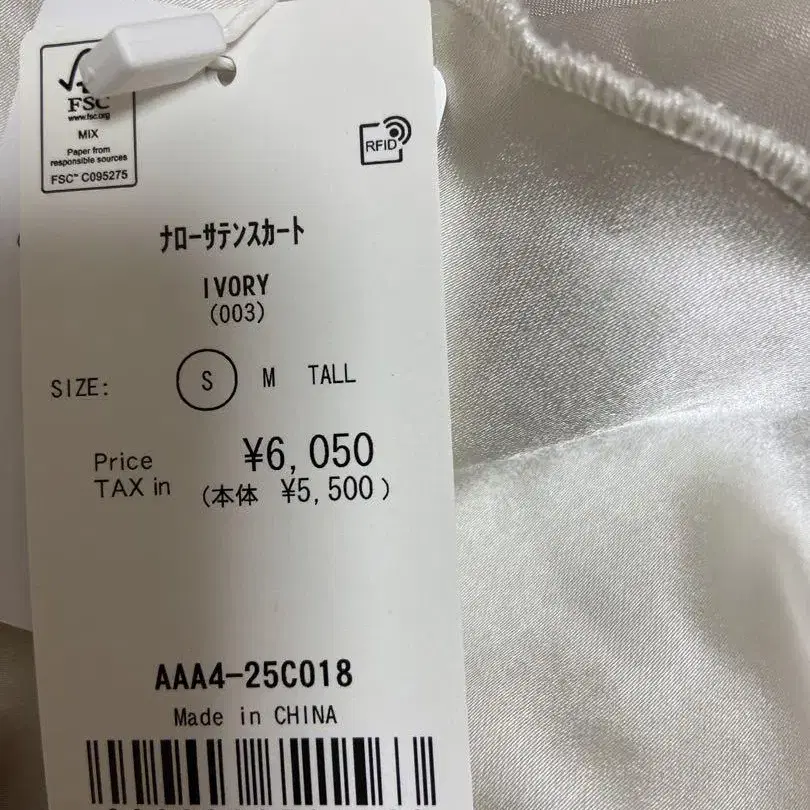 FSC
www.fsc.org
MIX
Paper from
responsible sources
FSC™ C095275
RFID
ナローサテンスカート
IVORY
(003)
SIZE: S M TALL
Price ¥6,050
TAX in (本体 ¥5,500)
AAA4-25C018
Made in CHINA